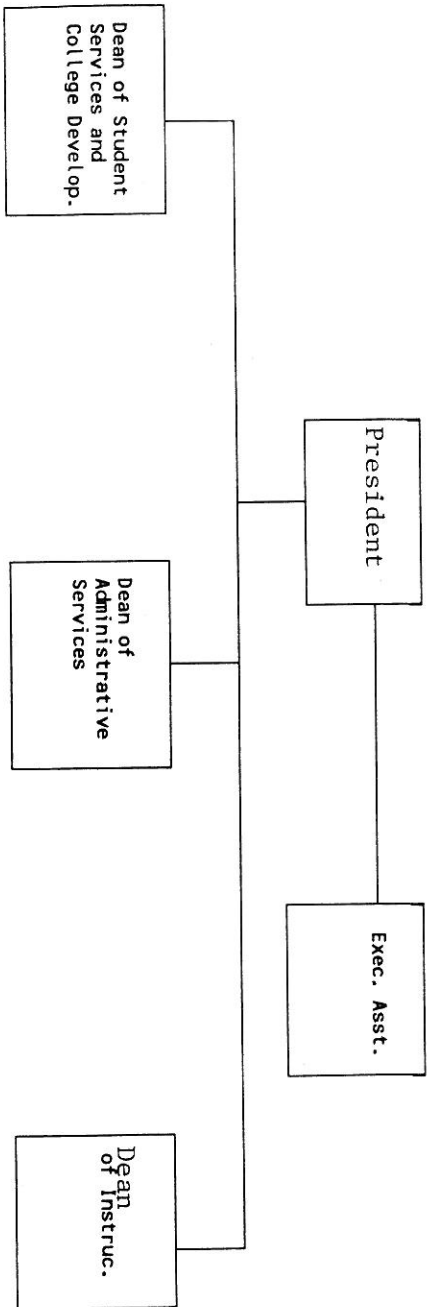 President
Exec. Asst.
Dean of Student
Services and
College Develop.
Dean of
Administrative
Services
Dean
of Instruc.